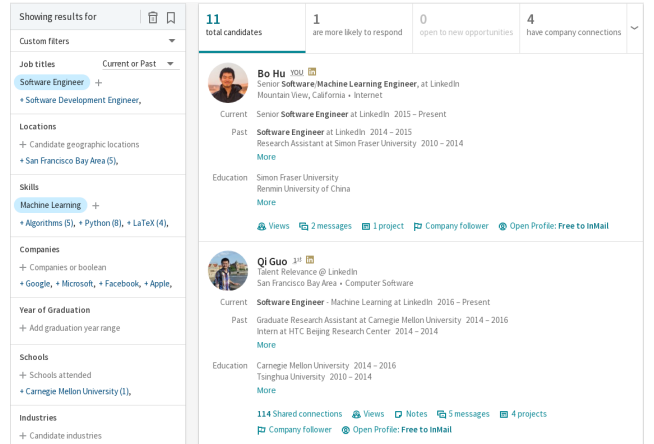 Showing results for
Custom filters
Job titles Current or Past
Software Engineer +
+ Software Development Engineer,
Locations
+ Candidate geographic locations
+ San Francisco Bay Area (5),
Skills
Machine Learning +
+ Algorithms (5), + Python (8), + LaTeX (4),
Companies
+ Companies or boolean
+ Google, + Microsoft, + Facebook, + Apple,
Year of Graduation
+ Add graduation year range
Schools
+ Schools attended
+ Carnegie Mellon University (1),
Industries
+ Candidate industries
11
total candidates
1
are more likely to respond
0
open to new opportunities
4
have company connections
Bo Hu YOU in
Senior Software/Machine Learning Engineer, at LinkedIn
Mountain View, California • Internet
Current Senior Software Engineer at LinkedIn 2015 – Present
Past Software Engineer at LinkedIn 2014 – 2015
Research Assistant at Simon Fraser University 2010 – 2014
More
Education Simon Fraser University
Renmin University of China
More
Views 2 messages 1 project Company follower Open Profile: Free to InMail
Qi Guo 1st in
Talent Relevance @ LinkedIn
San Francisco Bay Area • Computer Software
Current Software Engineer - Machine Learning at LinkedIn 2016 – Present
Past Graduate Research Assistant at Carnegie Mellon University 2014 – 2016
Intern at HTC Beijing Research Center 2014 – 2014
More
Education Carnegie Mellon University 2014 – 2016
Tsinghua University 2010 – 2014
More
114 Shared connections Views Notes 5 messages 4 projects
Company follower Open Profile: Free to InMail